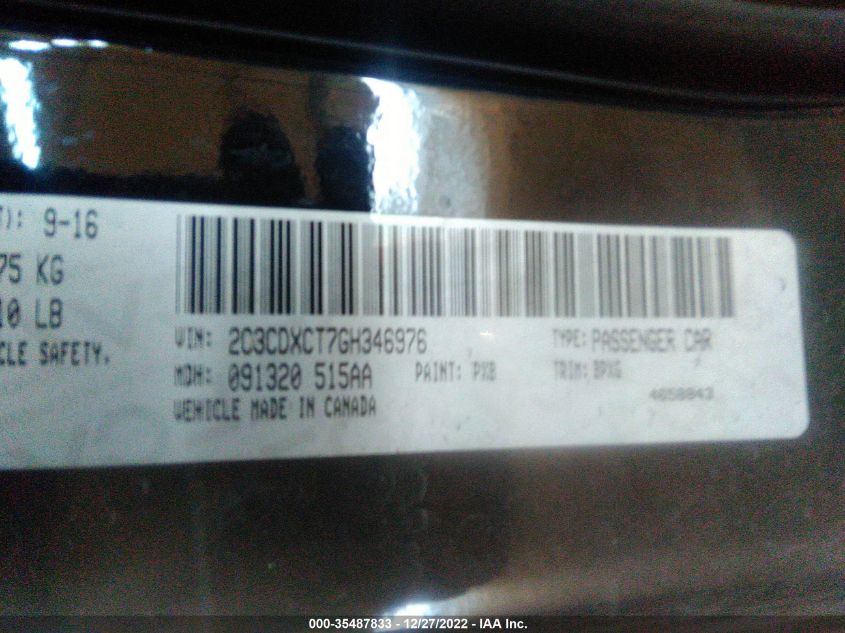 T): 9-16
75 KG
10 LB
CLE SAFETY.
VIN: 2C3CDXCT7GH346976 TYPE: PASSENGER CAR
MDH: 091320 515AA PAINT: PXB TRIM: BPXG
VEHICLE MADE IN CANADA 4658843
000-35487833 - 12/27/2022 - IAA Inc.